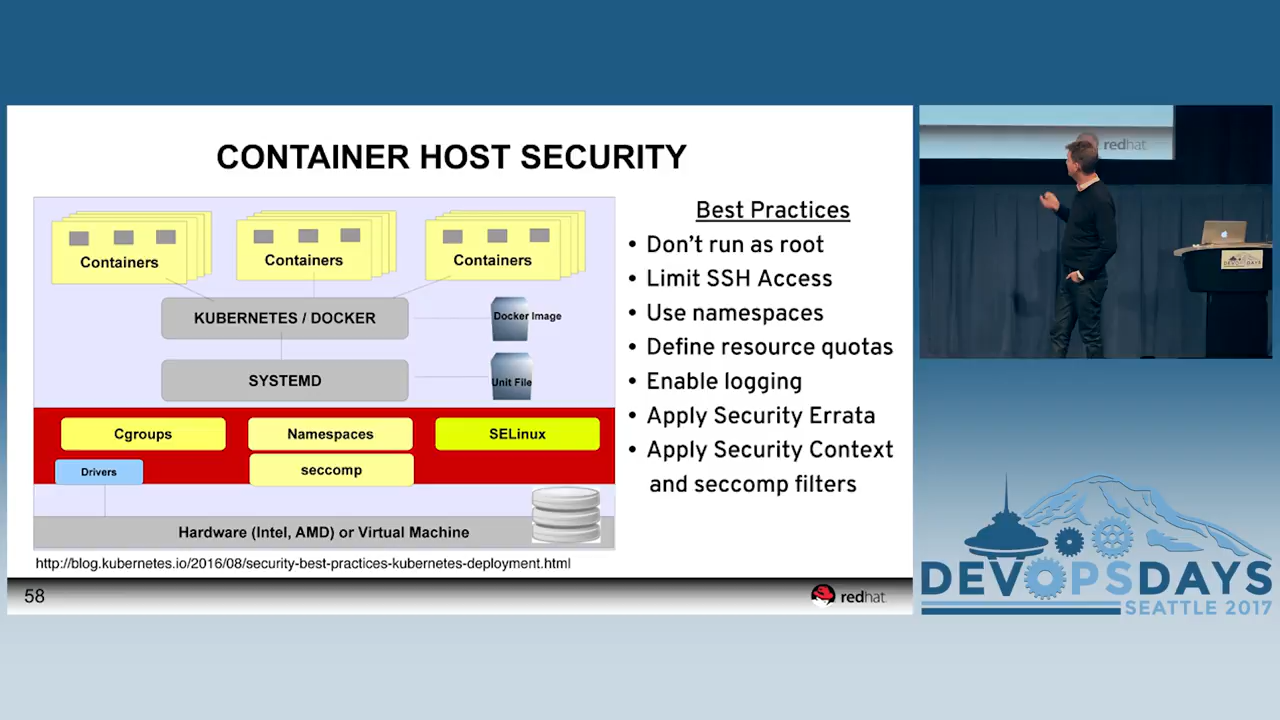 CONTAINER HOST SECURITY
Containers
Containers
Containers
KUBERNETES / DOCKER
Docker Image
SYSTEMD
Unit File
Cgroups
Namespaces
SELinux
Drivers
seccomp
Hardware (Intel, AMD) or Virtual Machine
http://blog.kubernetes.io/2016/08/security-best-practices-kubernetes-deployment.html
58
redhat
Best Practices
• Don't run as root
• Limit SSH Access
• Use namespaces
• Define resource quotas
• Enable logging
• Apply Security Errata
• Apply Security Context
and seccomp filters
redhat
DEVOPSDAYS
DEVOPSDAYS
SEATTLE 2017